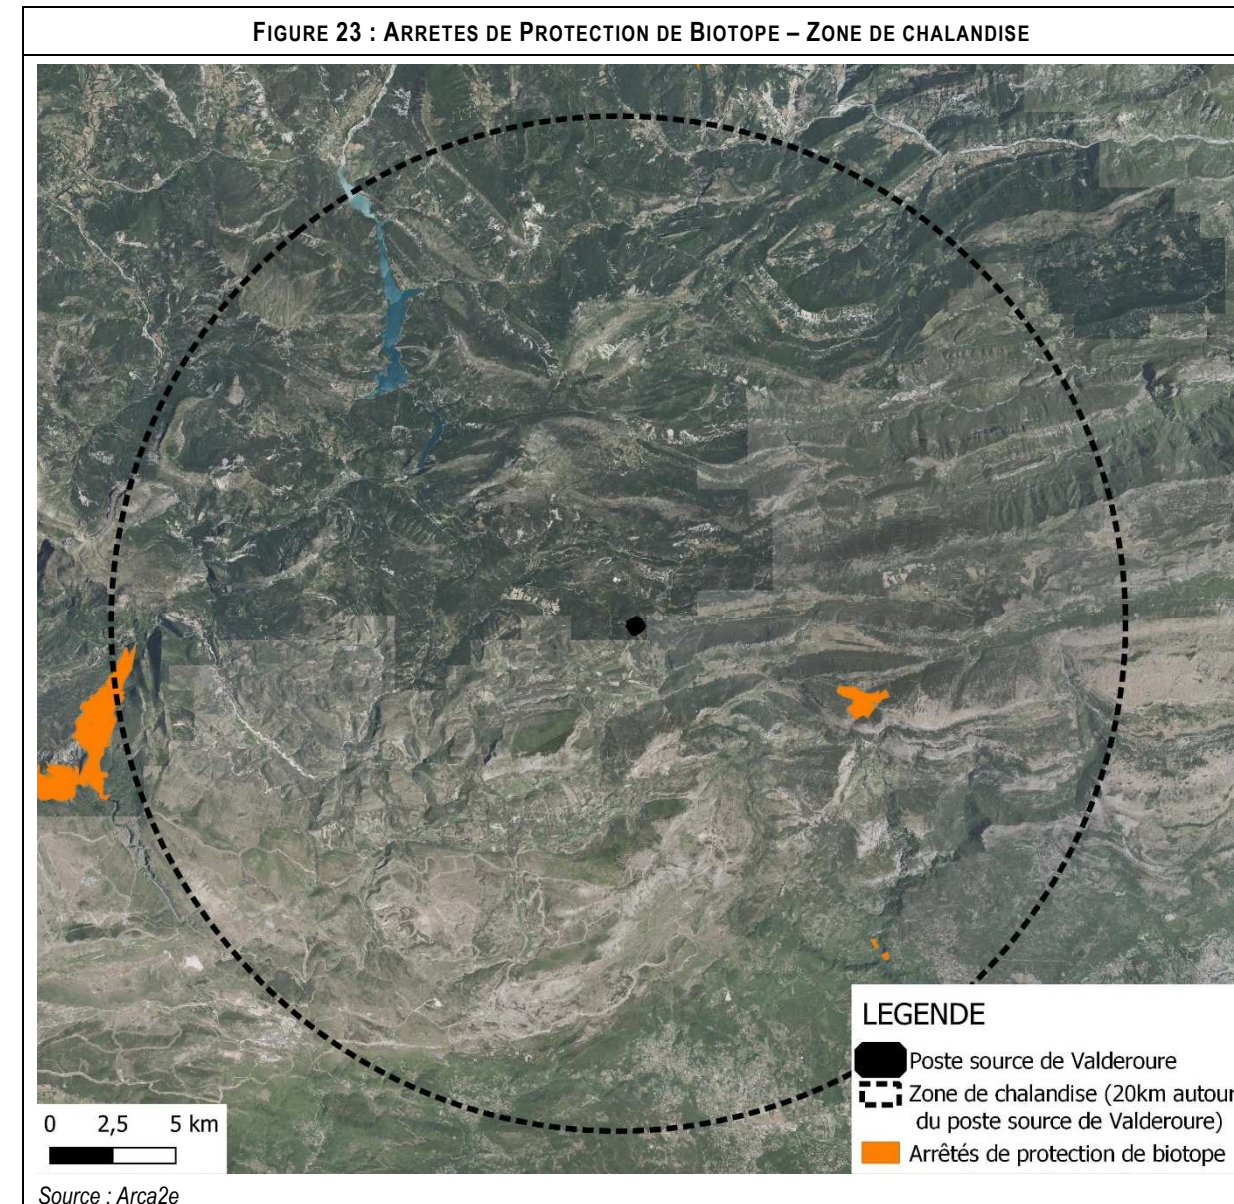 FIGURE 23 : ARRETES DE PROTECTION DE BIOTOPE – ZONE DE CHALANDISE
LEGENDE
Poste source de Valderoure
Zone de chalandise (20km autour
du poste source de Valderoure)
Arrêtés de protection de biotope
0 2,5 5 km
Source : Arca2e